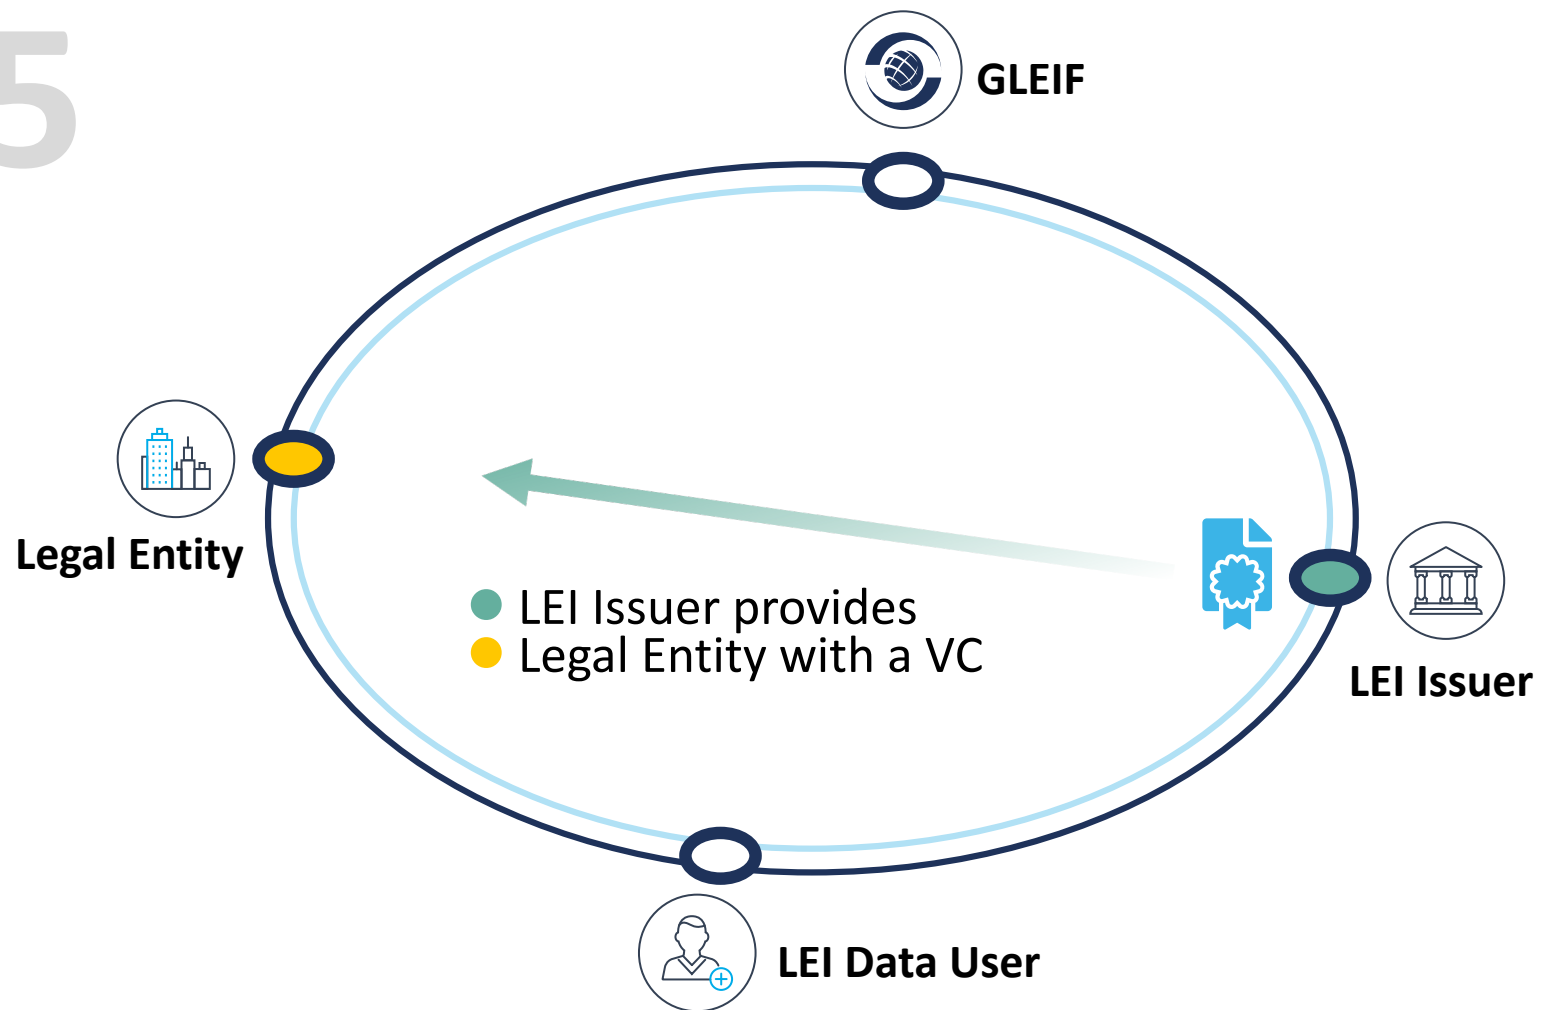 5
GLEIF
Legal Entity
LEI Issuer provides
Legal Entity with a VC
LEI Issuer
LEI Data User